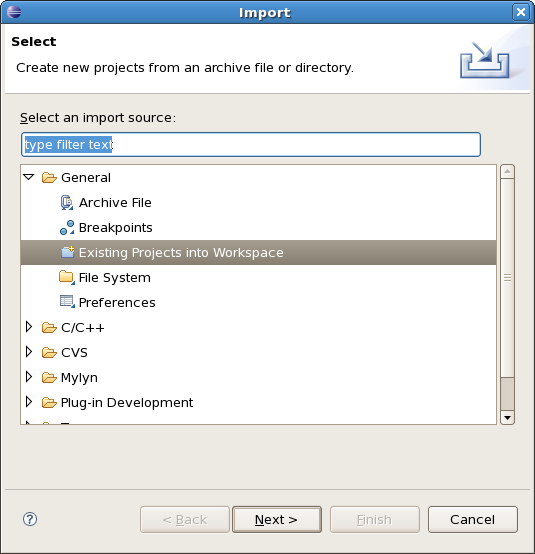 Import
Select
Create new projects from an archive file or directory.
Select an import source:
type filter text
General
Archive File
Breakpoints
Existing Projects into Workspace
File System
Preferences
C/C++
CVS
Mylyn
Plug-in Development
< Back
Next >
Finish
Cancel